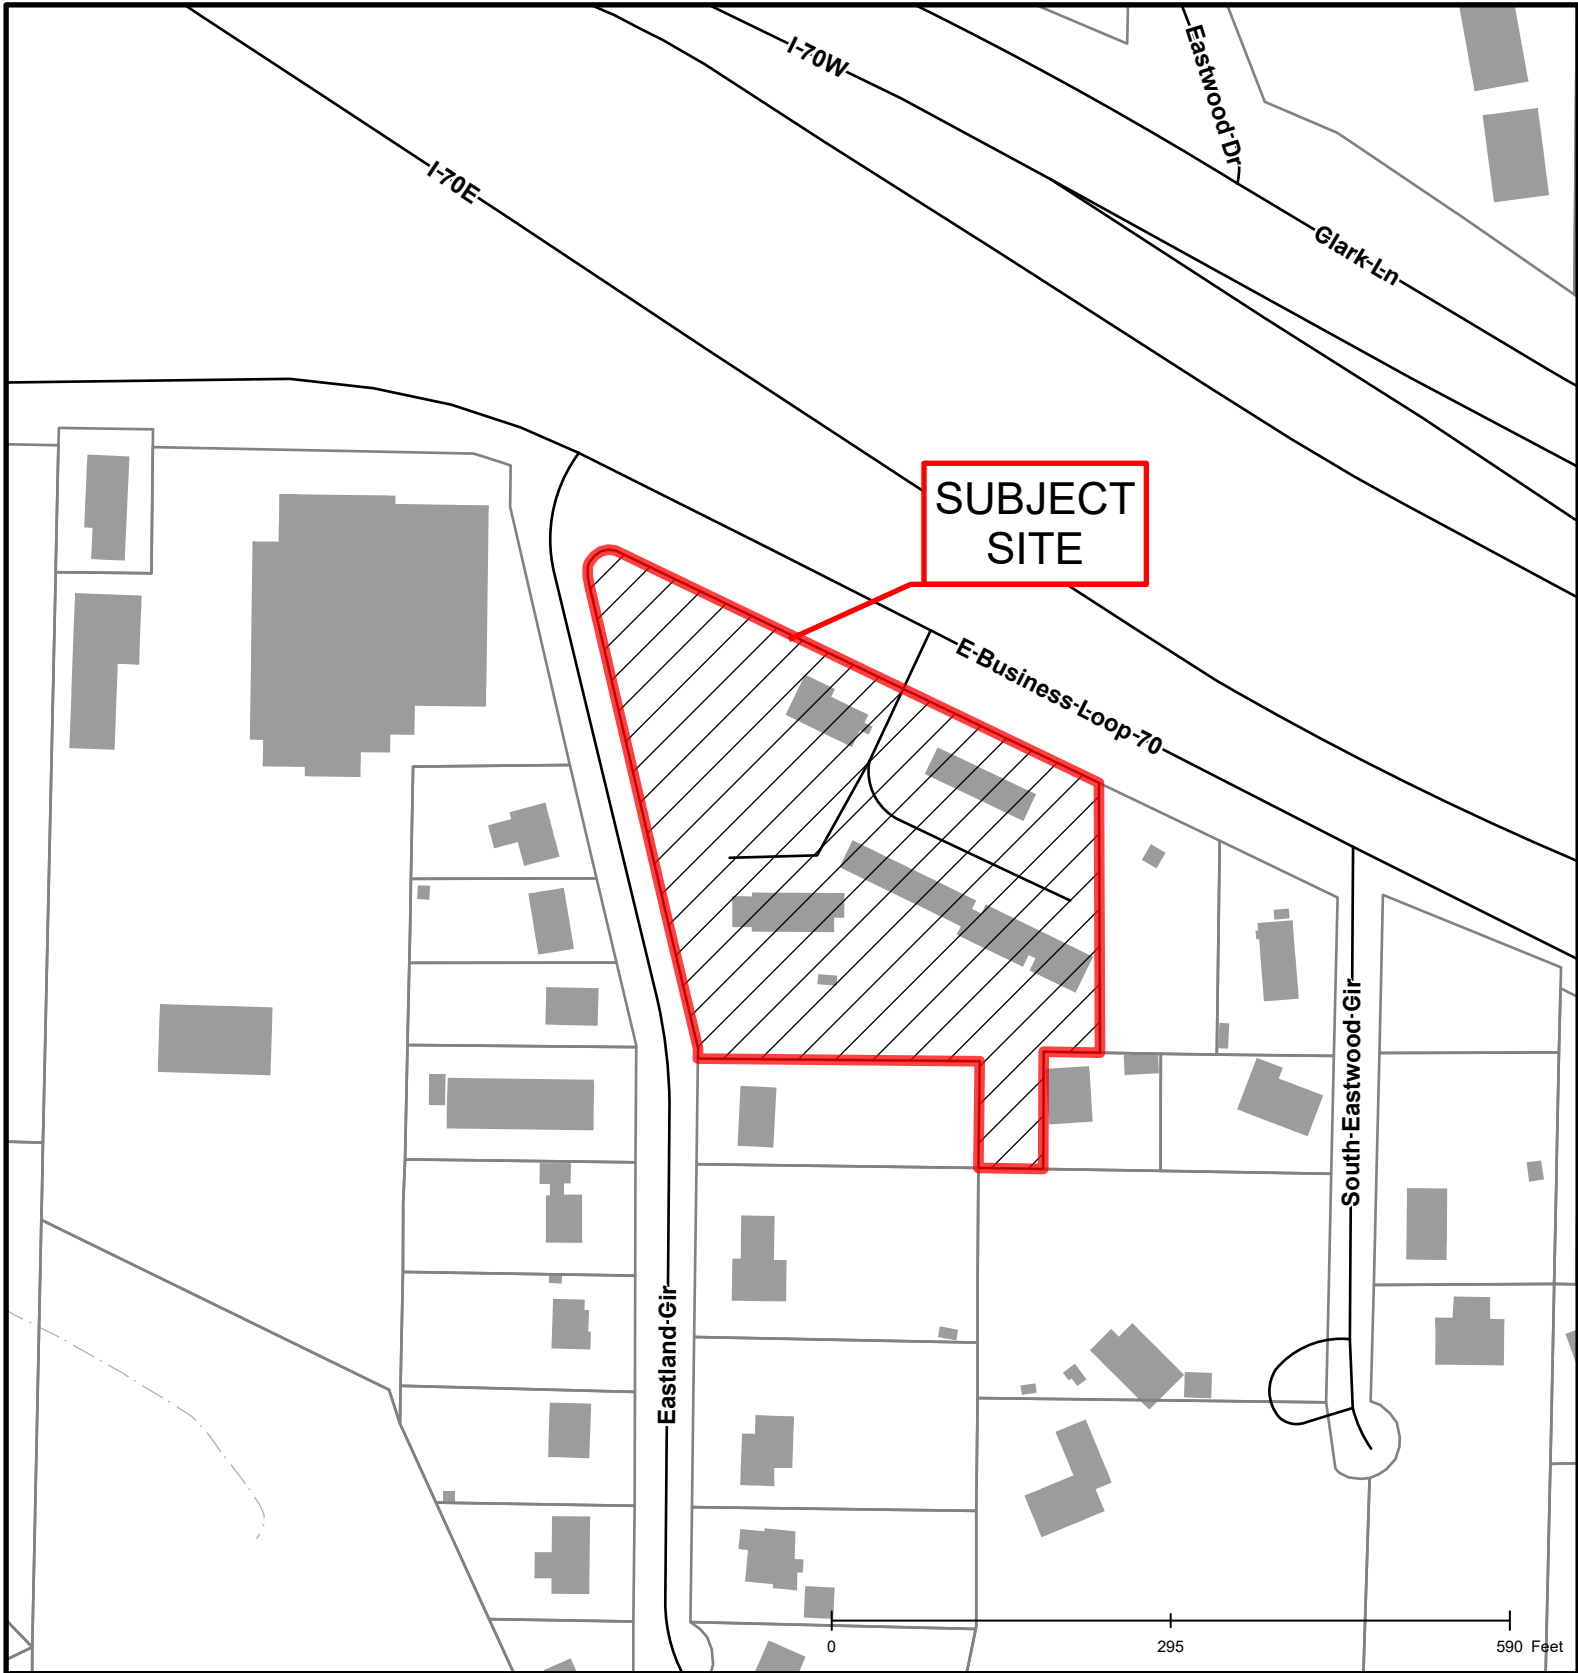 I-70W
Eastwood-Dr
I-70E
Clark-Ln
SUBJECT
SITE
E-Business-Loop-70
South-Eastwood-Cir
Eastland-Cir
0 295 590 Feet